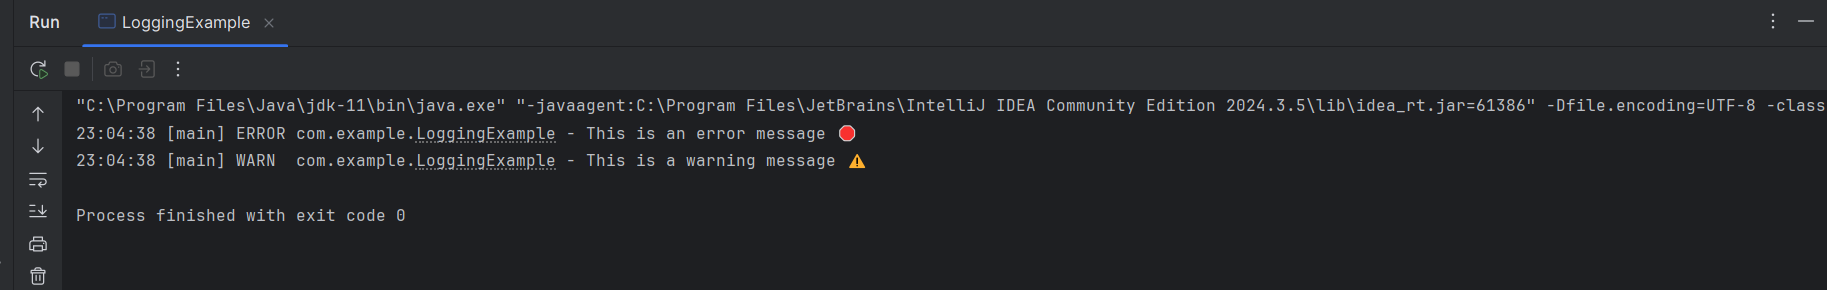 Run LoggingExample
"C:\Program Files\Java\jdk-11\bin\java.exe" "-javaagent:C:\Program Files\JetBrains\IntelliJ IDEA Community Edition 2024.3.5\lib\idea_rt.jar=61386" -Dfile.encoding=UTF-8 -class
23:04:38 [main] ERROR com.example.LoggingExample - This is an error message 🛑
23:04:38 [main] WARN  com.example.LoggingExample - This is a warning message ⚠️
Process finished with exit code 0